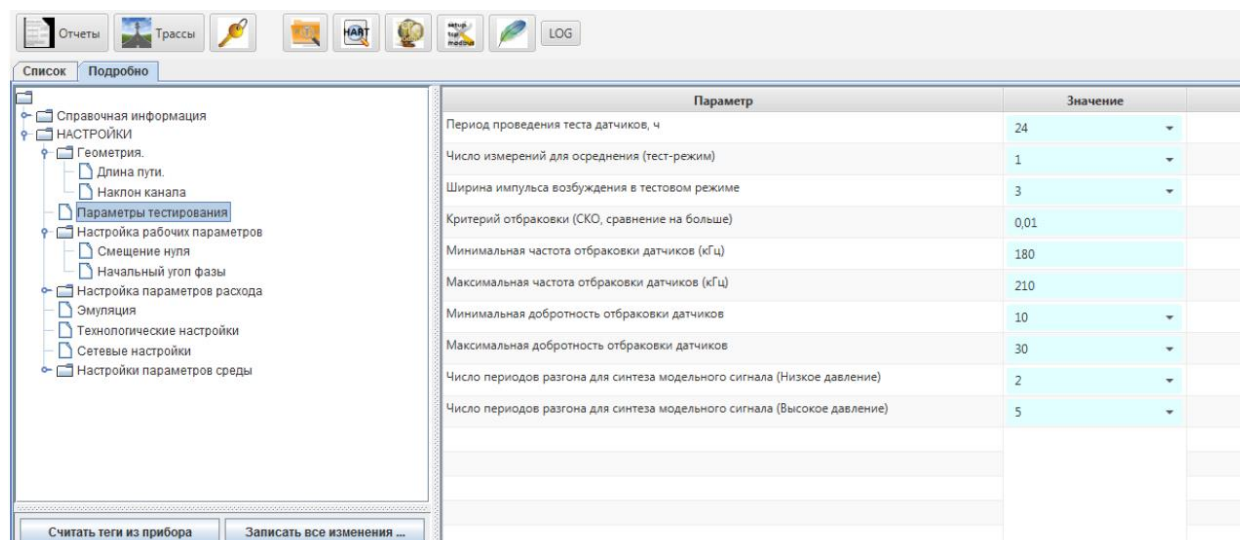 Отчеты
Трассы
HART
setup
tcp
modbus
LOG
Список
Подробно
Справочная информация
НАСТРОЙКИ
Геометрия.
Длина пути.
Наклон канала
Параметры тестирования
Настройка рабочих параметров
Смещение нуля
Начальный угол фазы
Настройка параметров расхода
Эмуляция
Технологические настройки
Сетевые настройки
Настройки параметров среды
Считать теги из прибора
Записать все изменения ...
Параметр Значение
Период проведения теста датчиков, ч 24
Число измерений для осреднения (тест-режим) 1
Ширина импульса возбуждения в тестовом режиме 3
Критерий отбраковки (СКО, сравнение на больше) 0,01
Минимальная частота отбраковки датчиков (кГц) 180
Максимальная частота отбраковки датчиков (кГц) 210
Минимальная добротность отбраковки датчиков 10
Максимальная добротность отбраковки датчиков 30
Число периодов разгона для синтеза модельного сигнала (Низкое давление) 2
Число периодов разгона для синтеза модельного сигнала (Высокое давление) 5